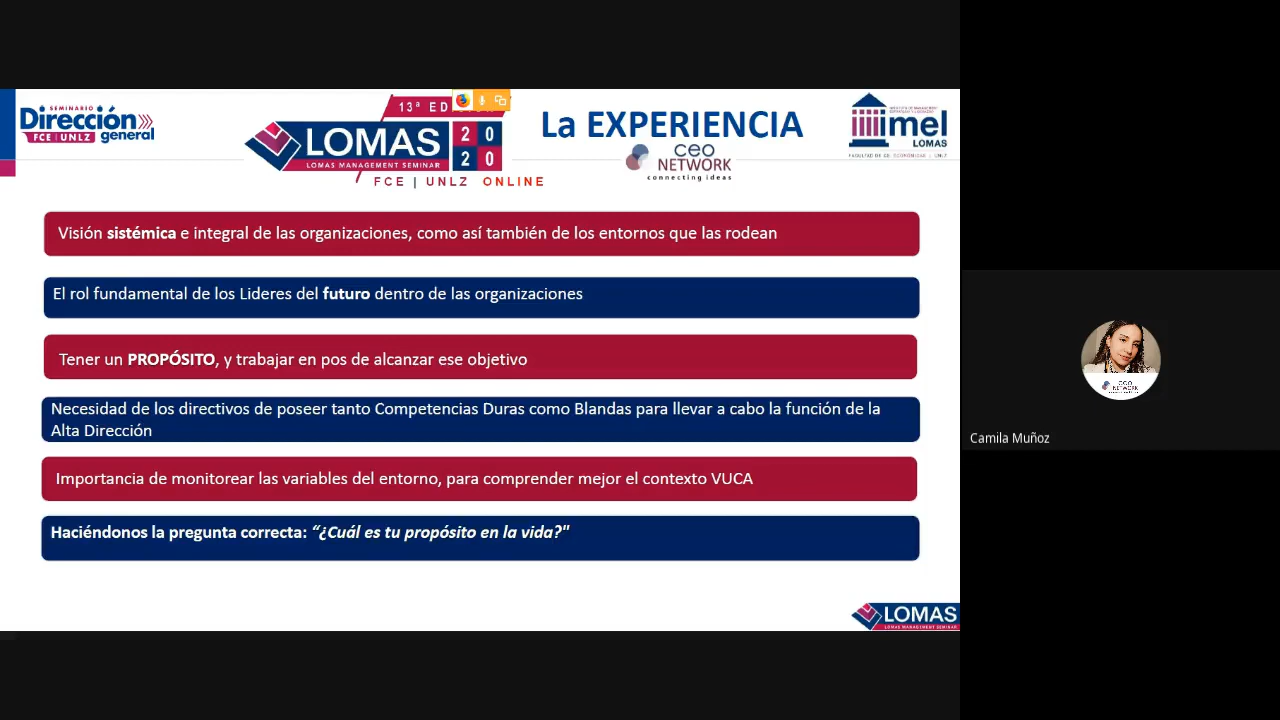 SEMINARIO
Dirección
general
FCE | UNLZ
13ª ED
LOMAS
2020
LOMAS MANAGEMENT SEMINAR
FCE | UNLZ ONLINE
La EXPERIENCIA
CEO
NETWORK
connecting ideas
imel
LOMAS
Visión sistémica e integral de las organizaciones, como así también de los entornos que las rodean
El rol fundamental de los Lideres del futuro dentro de las organizaciones
Tener un PROPÓSITO, y trabajar en pos de alcanzar ese objetivo
Necesidad de los directivos de poseer tanto Competencias Duras como Blandas para llevar a cabo la función de la
Alta Dirección
Importancia de monitorear las variables del entorno, para comprender mejor el contexto VUCA
Haciéndonos la pregunta correcta: “¿Cuál es tu propósito en la vida?"
LOMAS
LOMAS MANAGEMENT SEMINAR
CEO
NETWORK
Camila Muñoz